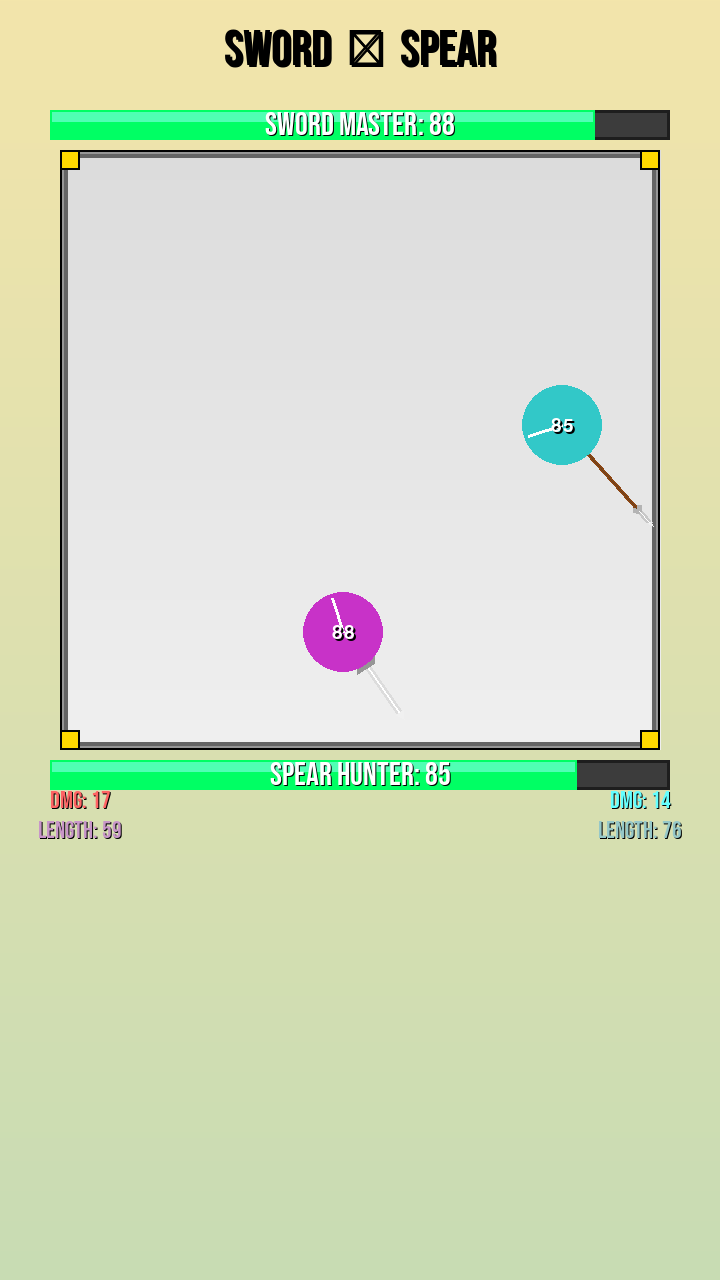 SWORD SPEAR
SWORD MASTER: 88
85
88
SPEAR HUNTER: 85
DMG: 17 DMG: 14
LENGTH: 59 LENGTH: 76